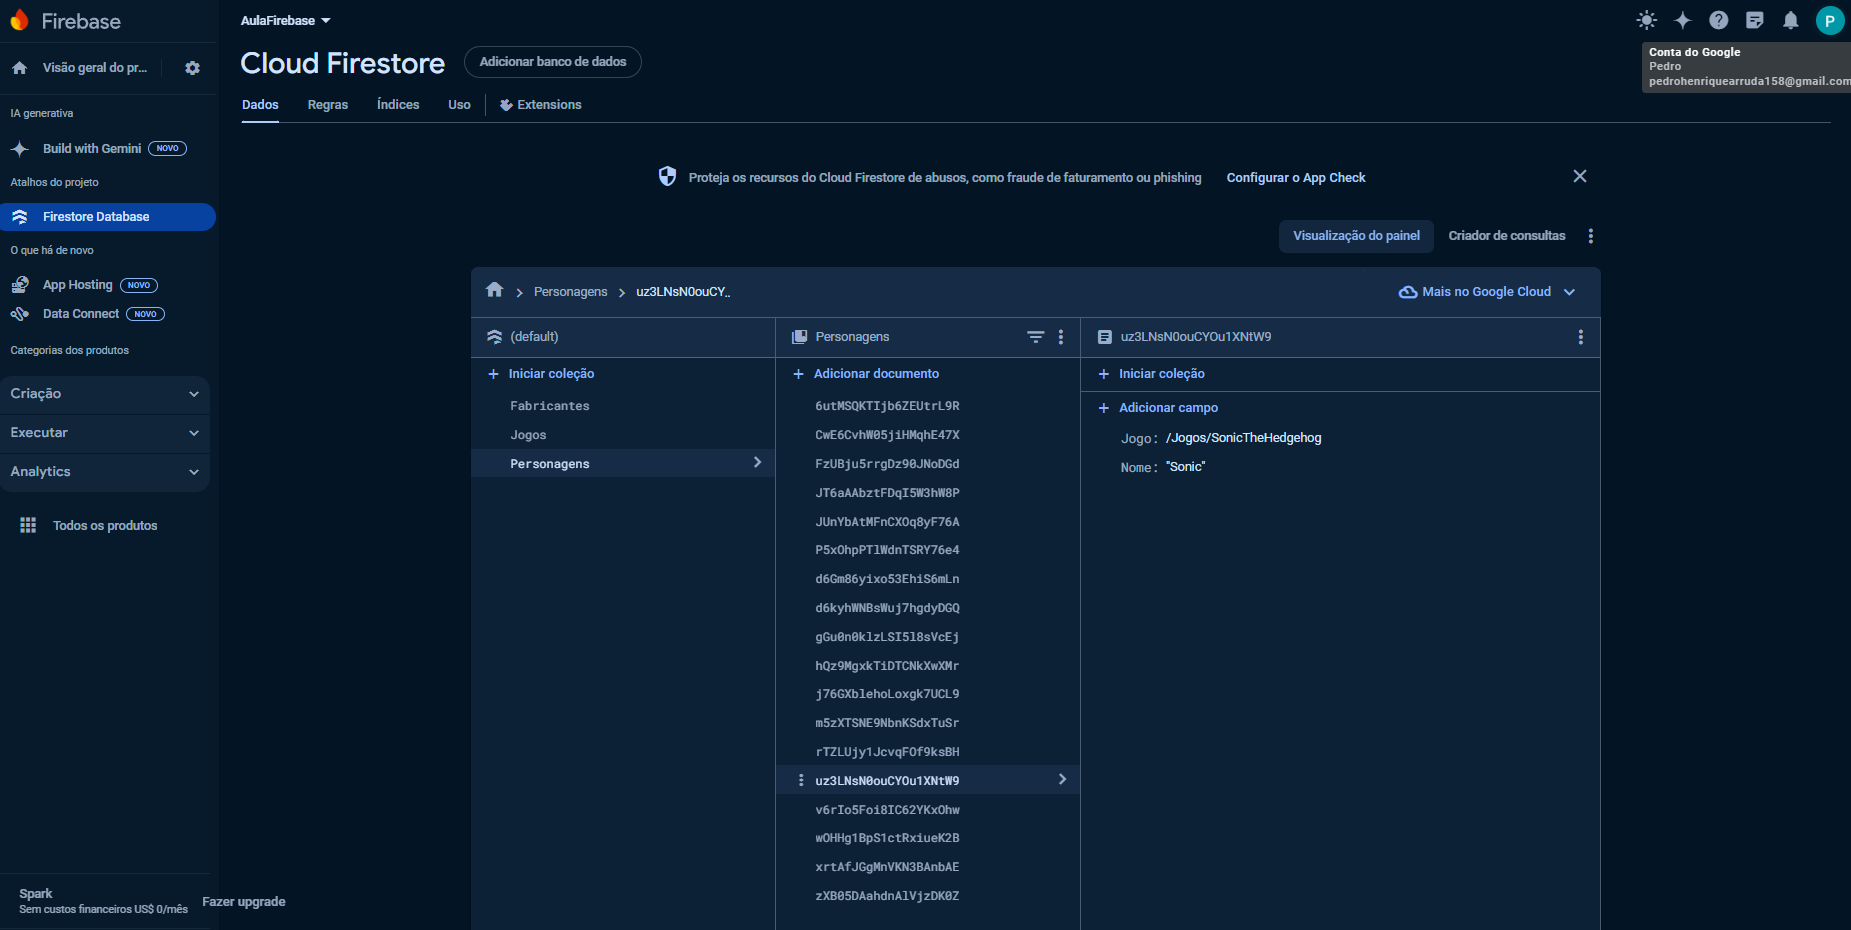 Firebase
AulaFirebase
Conta do Google
Pedro
pedrohenriquearruda158@gmail.com
Visão geral do pr...
Cloud Firestore
Adicionar banco de dados
Dados
Regras
Índices
Uso
Extensions
IA generativa
Build with Gemini NOVO
Atalhos do projeto
Firestore Database
O que há de novo
App Hosting NOVO
Data Connect NOVO
Categorias dos produtos
Criação
Executar
Analytics
Todos os produtos
Spark
Sem custos financeiros US$ 0/mês
Fazer upgrade
Proteja os recursos do Cloud Firestore de abusos, como fraude de faturamento ou phishing
Configurar o App Check
Visualização do painel
Criador de consultas
Personagens
uz3LNsN0ouCY..
Mais no Google Cloud
(default)
Iniciar coleção
Fabricantes
Jogos
Personagens
Personagens
Adicionar documento
6utMSQKTIjb6ZEUtrL9R
CwE6CvhW05jiHMqhE47X
FzUBju5rrgDz90JNoDGd
JT6aAAbztFDqI5W3hW8P
JUnYbAtMFnCXOq8yF76A
P5xOhpPTlWdnTSRY76e4
d6Gm86yixo53EhiS6mLn
d6kyhWNBsWuj7hgdyDGQ
gGu0n0klzLSI5l8sVcEj
hQz9MgxkTiDTCNkXwXMr
j76GXblehoLoxgk7UCL9
m5zXTSNE9NbnKSdxTuSr
rTZLUjy1JcvqFOf9ksBH
uz3LNsN0ouCYOu1XNtW9
v6rIo5Foi8IC62YKxOhw
wOHHg1BpS1ctRxiueK2B
xrtAfJGgMnVKN3BAnbAE
zXB05DAahdnAlVjzDK0Z
uz3LNsN0ouCYOu1XNtW9
Iniciar coleção
Adicionar campo
Jogo: /Jogos/SonicTheHedgehog
Nome: "Sonic"
P